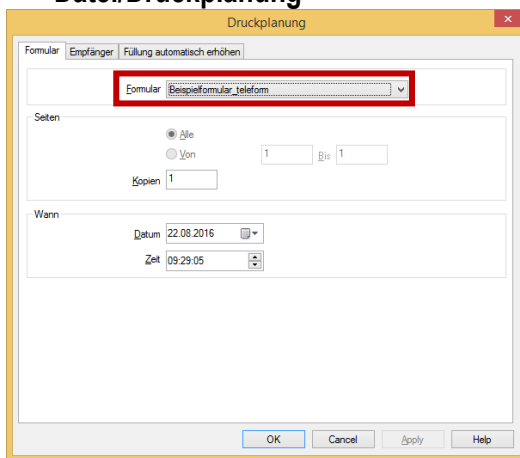 Datei/Druckplanung
Druckplanung
Formular Empfänger Füllung automatisch erhöhen
Formular Beispielformular_teleform
Seiten
Alle
Von 1 Bis 1
Kopien 1
Wann
Datum 22.08.2016
Zeit 09:29:05
OK Cancel Apply Help